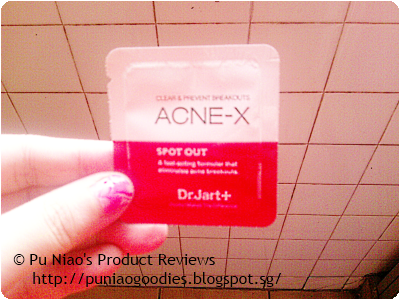 CLEAR & PREVENT BREAKOUTS
ACNE-X
SPOT OUT
A fast-acting formular that
eliminates acne breakouts.
Dr.Jart+
© Pu Niao's Product Reviews
http://puniaogoodies.blogspot.sg/